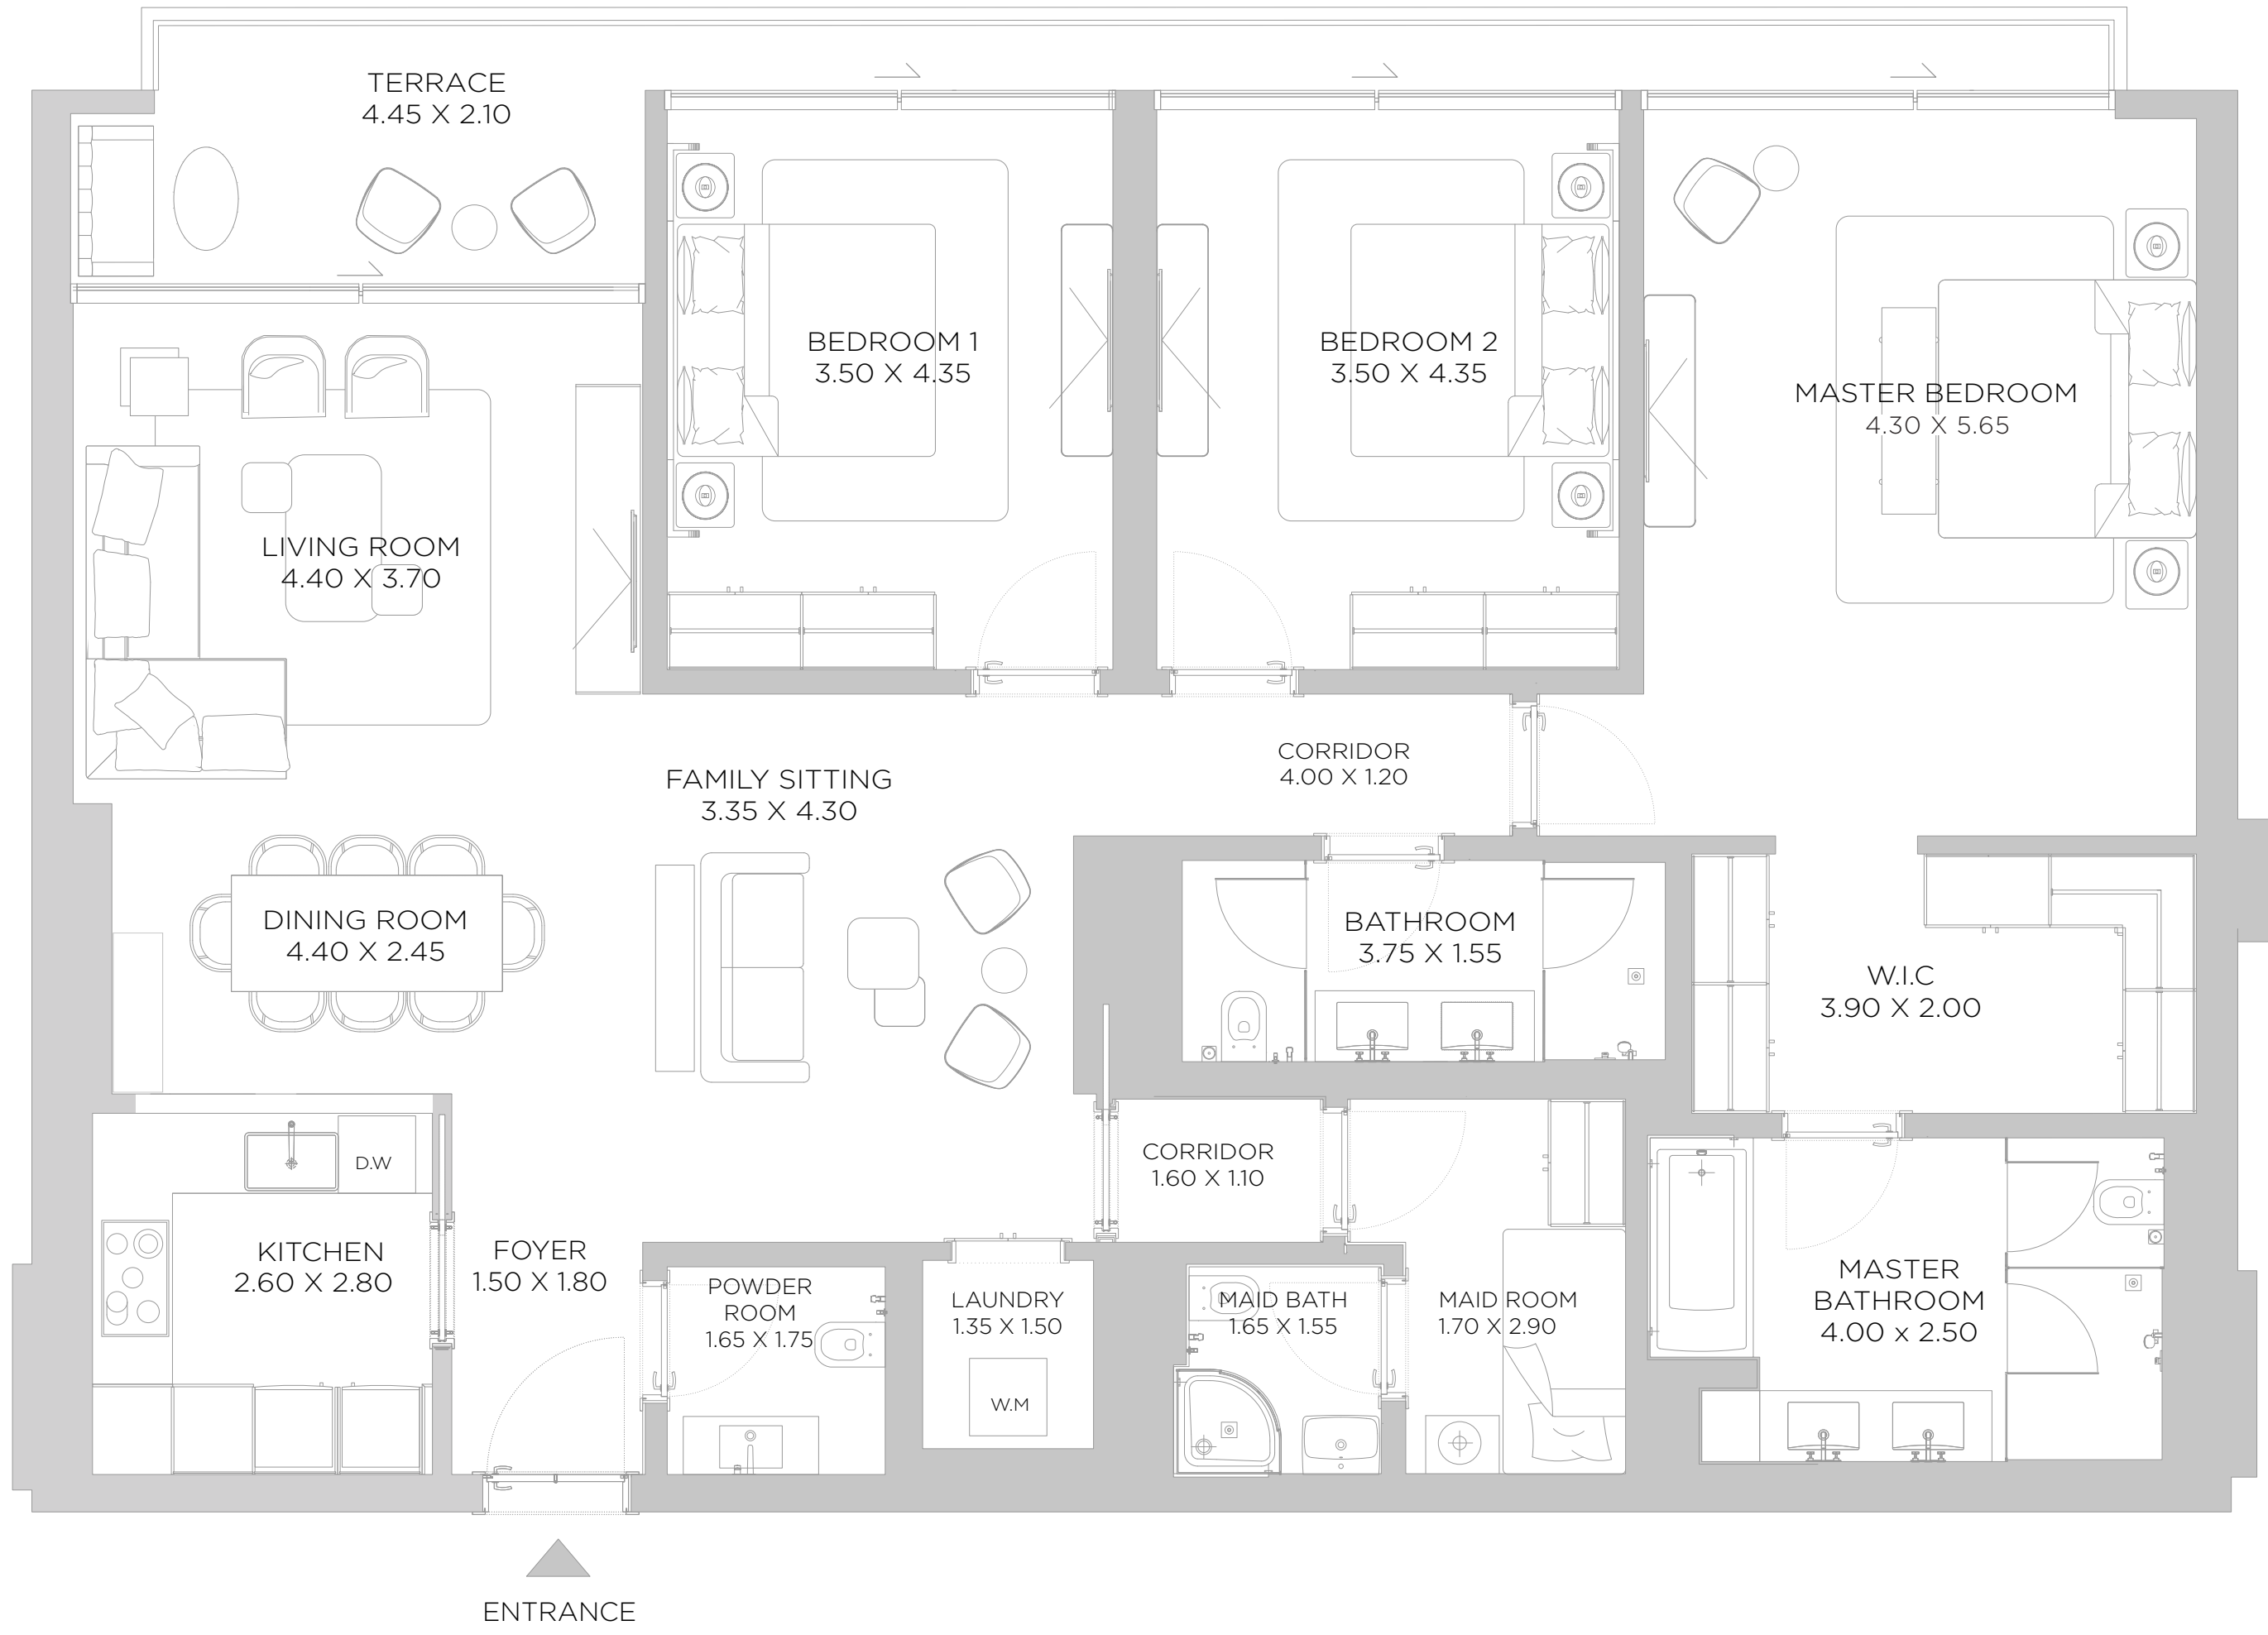 TERRACE
4.45 X 2.10
BEDROOM 1
3.50 X 4.35
BEDROOM 2
3.50 X 4.35
MASTER BEDROOM
4.30 X 5.65
LIVING ROOM
4.40 X 3.70
FAMILY SITTING
3.35 X 4.30
CORRIDOR
4.00 X 1.20
DINING ROOM
4.40 X 2.45
BATHROOM
3.75 X 1.55
W.I.C
3.90 X 2.00
D.W
KITCHEN
2.60 X 2.80
FOYER
1.50 X 1.80
CORRIDOR
1.60 X 1.10
POWDER
ROOM
1.65 X 1.75
LAUNDRY
1.35 X 1.50
W.M
MAID BATH
1.65 X 1.55
MAID ROOM
1.70 X 2.90
MASTER
BATHROOM
4.00 x 2.50
ENTRANCE